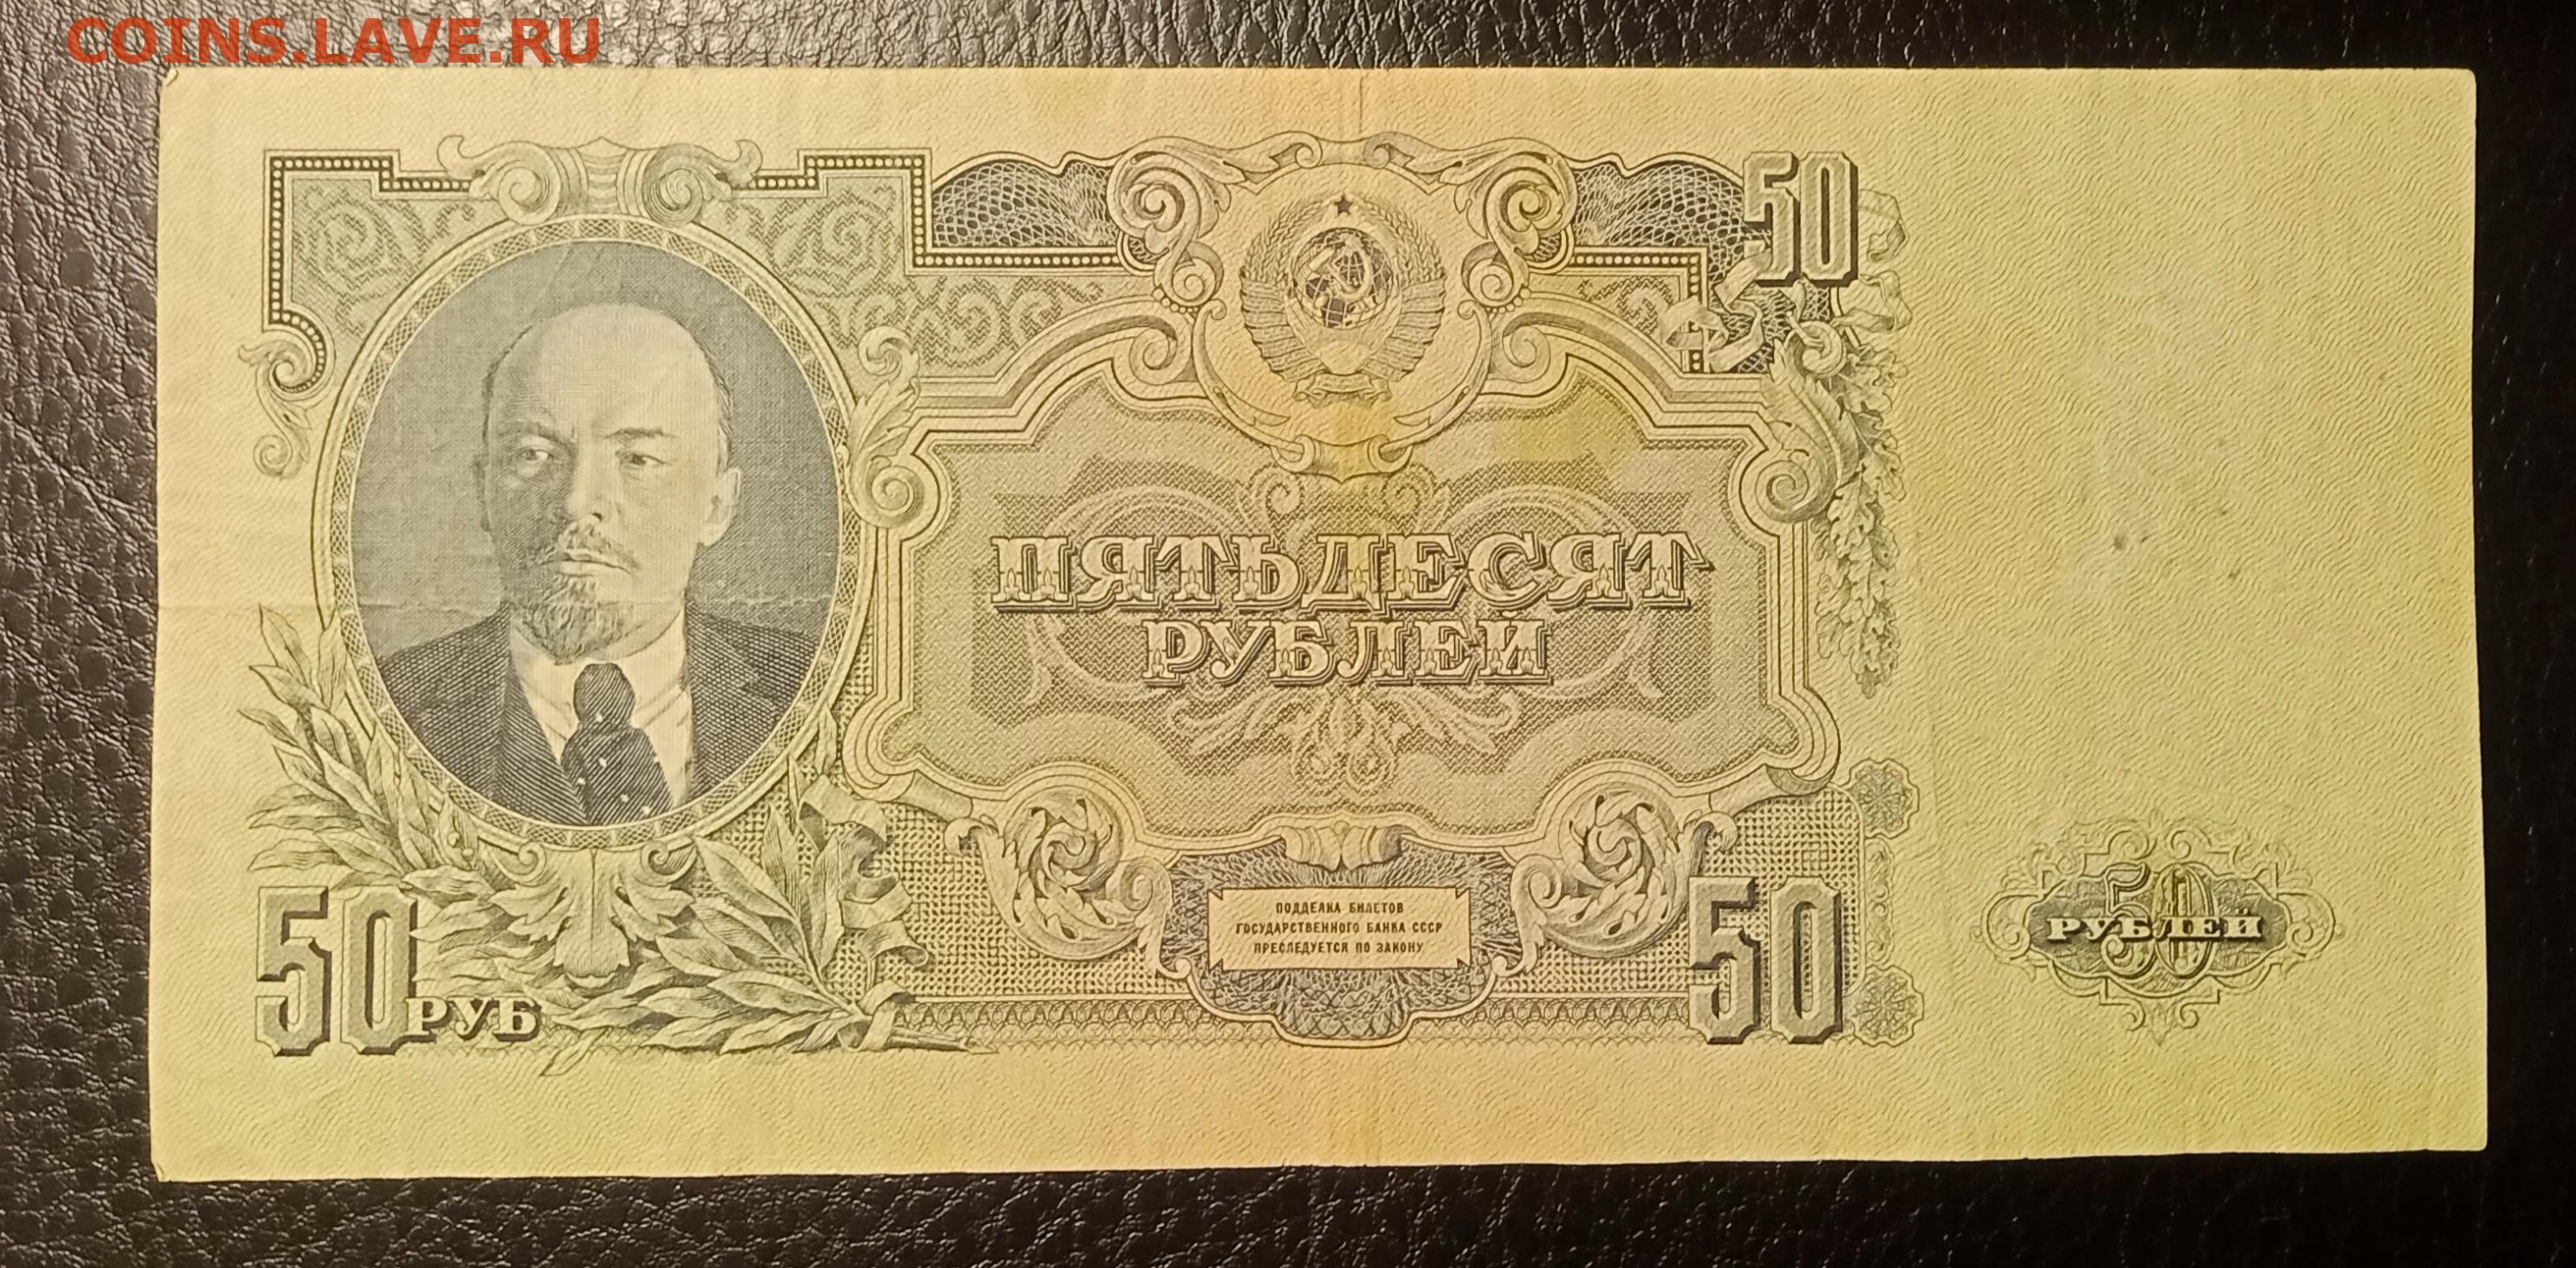 COINS.LAVE.RU
50
ПЯТЬДЕСЯТ
РУБЛЕЙ
ПОДДЕЛКА БИЛЕТОВ
ГОСУДАРСТВЕННОГО БАНКА СССР
ПРЕСЛЕДУЕТСЯ ПО ЗАКОНУ
50 РУБ
50
50
РУБЛЕЙ